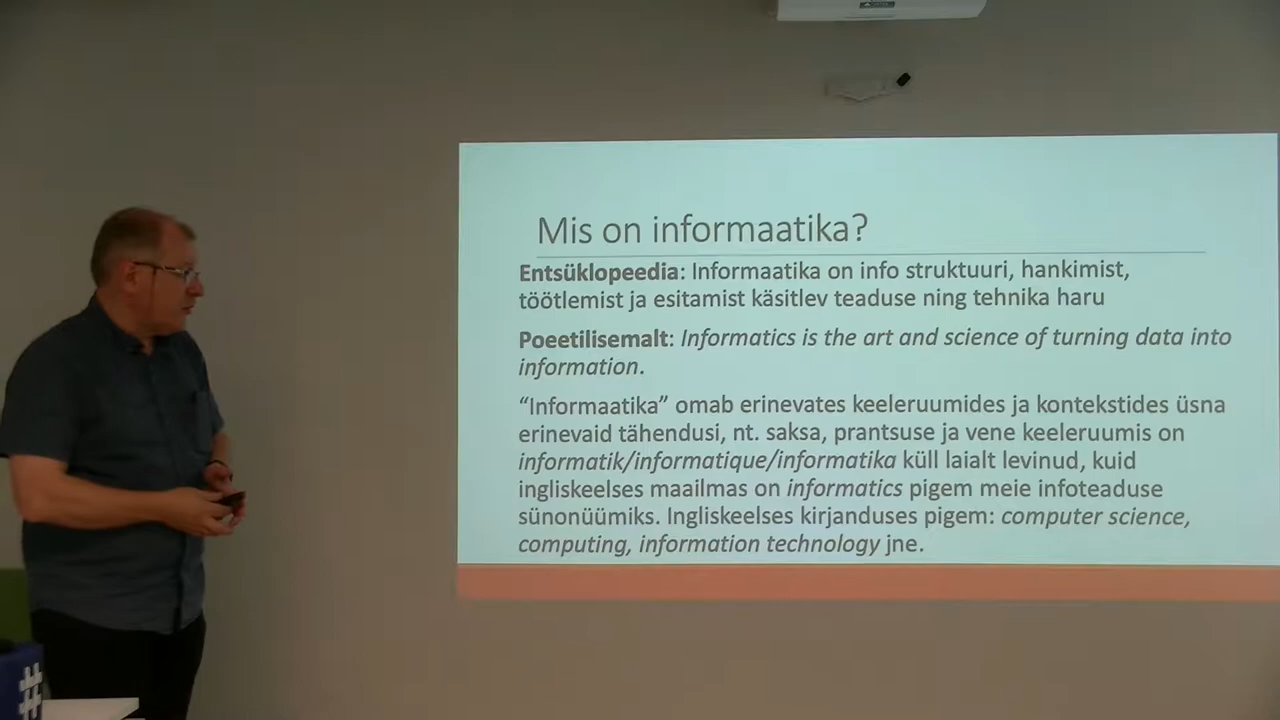 Mis on informaatika?
Entsüklopeedia: Informaatika on info struktuuri, hankimist,
töötlemist ja esitamist käsitlev teaduse ning tehnika haru
Poeetilisemalt: Informatics is the art and science of turning data into
information.
“Informaatika” omab erinevates keeleruumides ja kontekstides üsna
erinevaid tähendusi, nt. saksa, prantsuse ja vene keeleruumis on
informatik/informatique/informatika küll laialt levinud, kuid
ingliskeelses maailmas on informatics pigem meie infoteaduse
sünonüümiks. Ingliskeelses kirjanduses pigem: computer science,
computing, information technology jne.
#